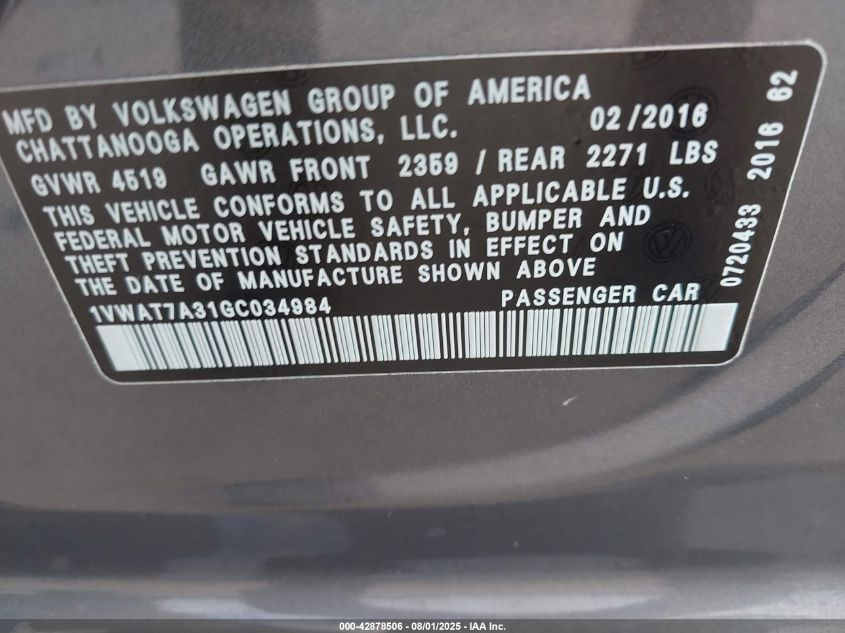 MFD BY VOLKSWAGEN GROUP OF AMERICA
CHATTANOOGA OPERATIONS, LLC. 02/2016
GVWR 4519 GAWR FRONT 2359 / REAR 2271 LBS
THIS VEHICLE CONFORMS TO ALL APPLICABLE U.S.
FEDERAL MOTOR VEHICLE SAFETY, BUMPER AND
THEFT PREVENTION STANDARDS IN EFFECT ON
THE DATE OF MANUFACTURE SHOWN ABOVE
1VWAT7A31GC034984 PASSENGER CAR
0720433 2016 62
000-42878506 - 08/01/2025 - IAA Inc.